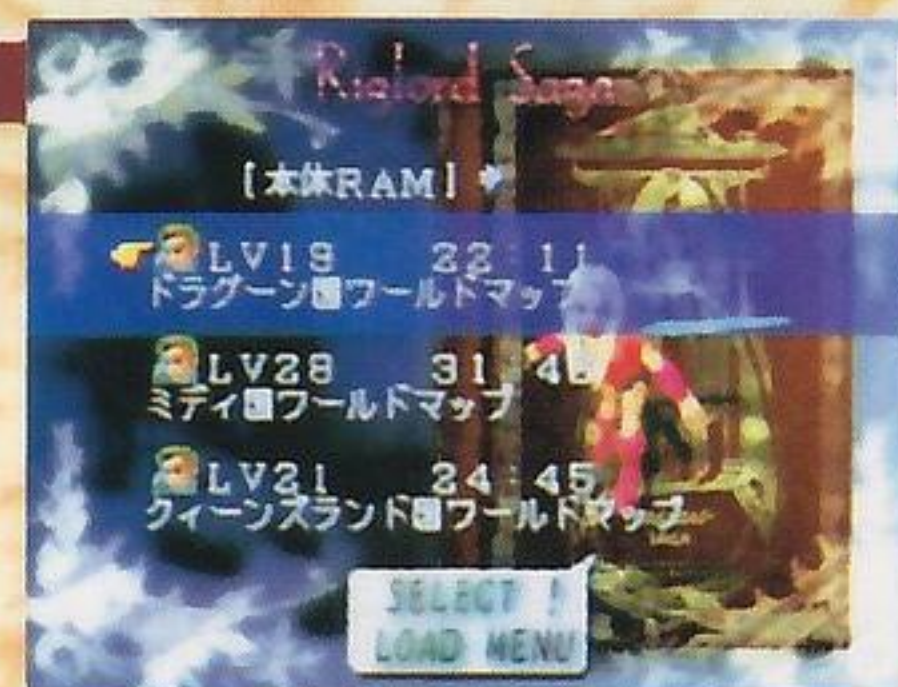 Riglord Saga
[本体RAM]
LV18 22:11
ドラグーン ワールドマップ
LV28 31:4
ミディ ワールドマップ
LV21 24:45
クィーンズランド ワールドマップ
SELECT !
LOAD MENU